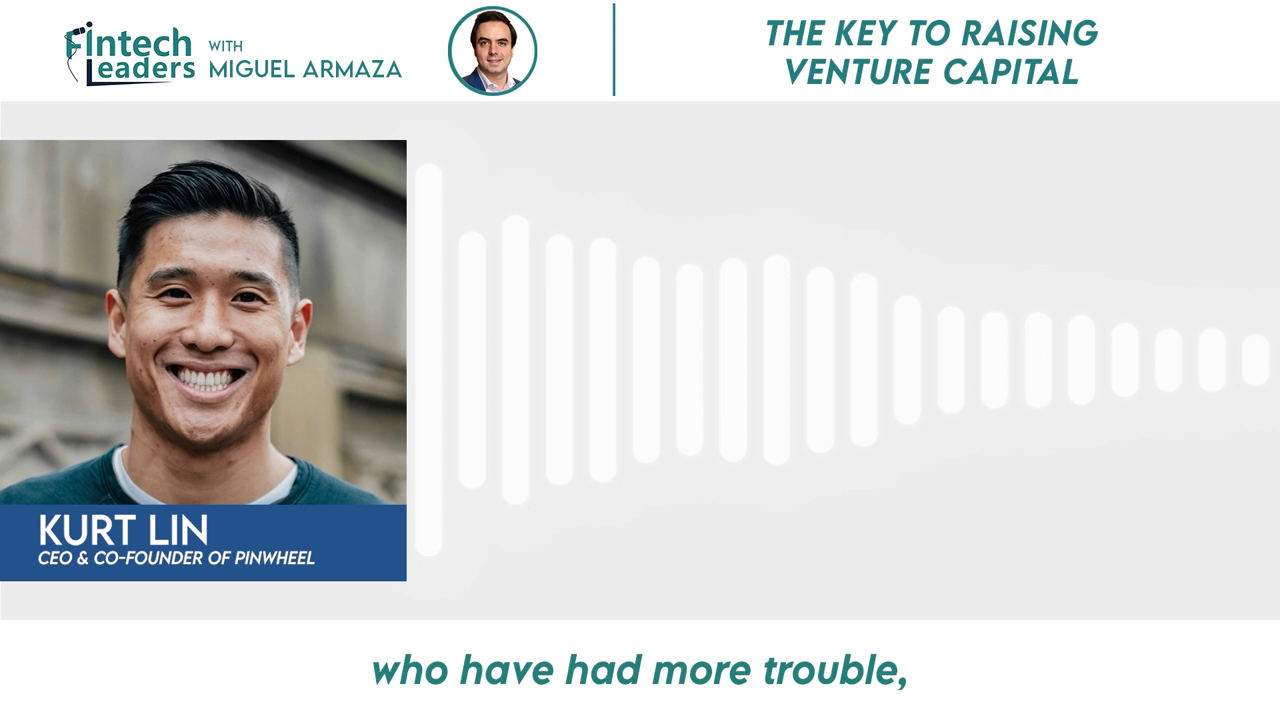 Fintech
Leaders
WITH
MIGUEL ARMAZA
THE KEY TO RAISING
VENTURE CAPITAL
KURT LIN
CEO & CO-FOUNDER OF PINWHEEL
who have had more trouble,